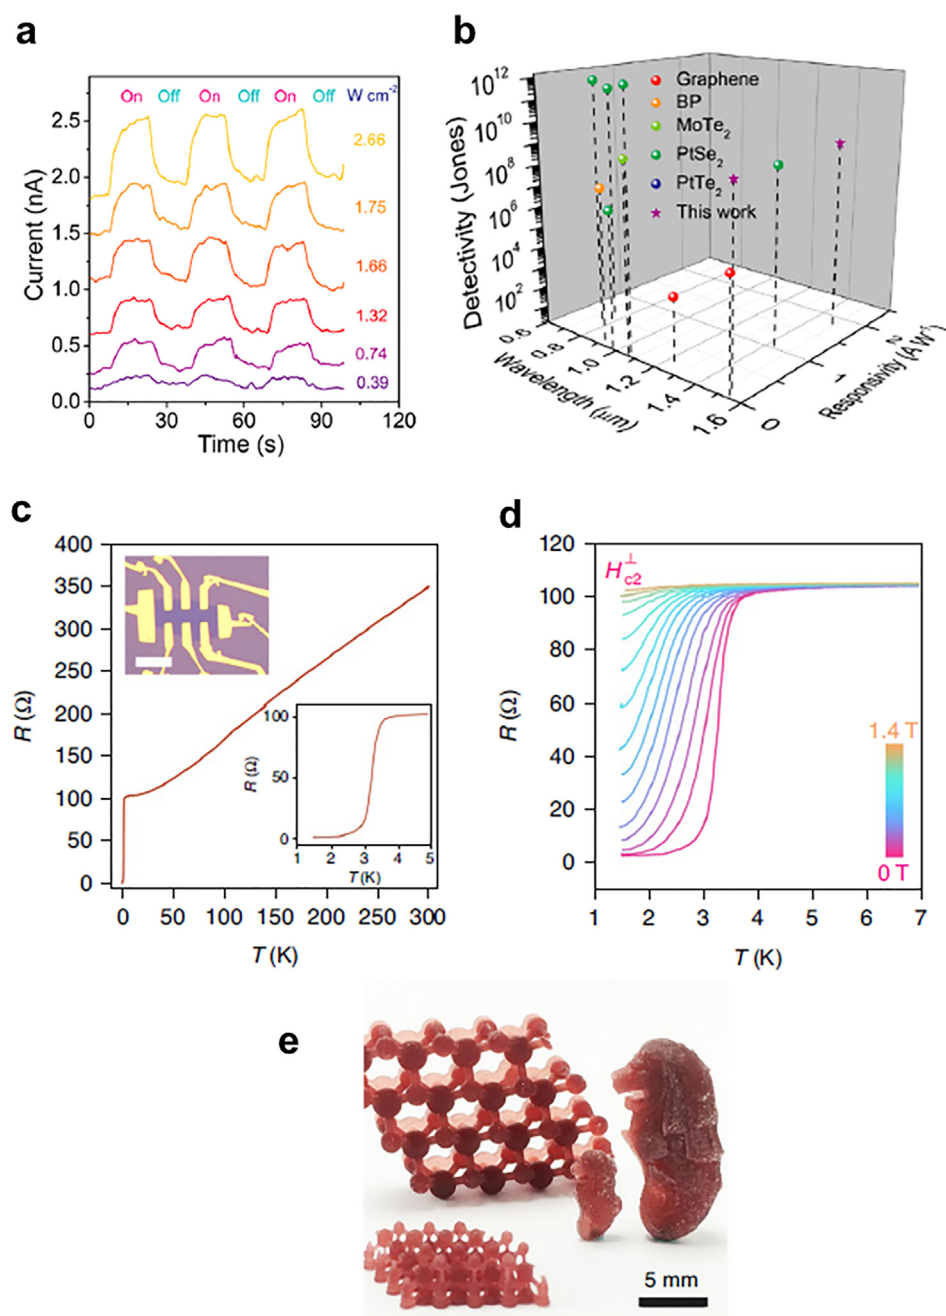 a
On Off On Off On Off W cm⁻²
2.66
1.75
1.66
1.32
0.74
0.39
2.5
2.0
1.5
1.0
0.5
0.0
Current (nA)
0 30 60 90 120
Time (s)
b
10¹²
10¹⁰
10⁸
10⁶
10⁴
10²
Detectivity (Jones)
Graphene
BP
MoTe₂
PtSe₂
PtTe₂
This work
0.6
0.8
1.0
1.2
1.4
1.6
Wavelength (μm)
0
1
2
Responsivity (A W⁻¹)
c
400
350
300
250
200
150
100
50
0
R (Ω)
0 50 100 150 200 250 300
T (K)
100
50
0
R (Ω)
1 2 3 4 5
T (K)
d
H⊥c2
120
100
80
60
40
20
0
R (Ω)
1.4 T
0 T
1 2 3 4 5 6 7
T (K)
e
5 mm